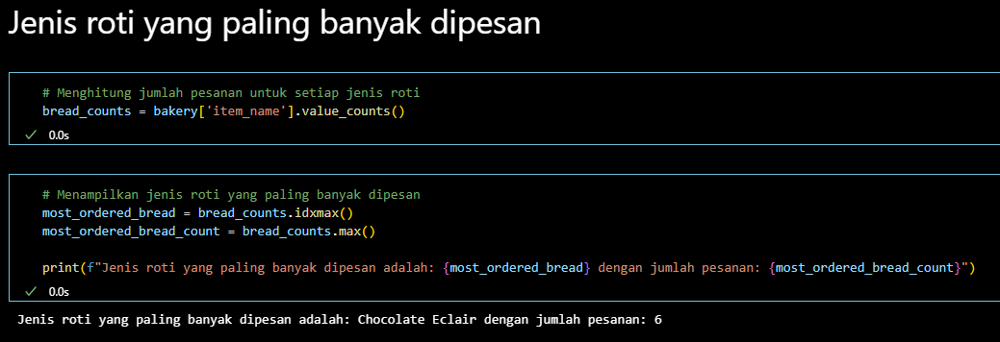 Jenis roti yang paling banyak dipesan
# Menghitung jumlah pesanan untuk setiap jenis roti
bread_counts = bakery['item_name'].value_counts()
0.0s
# Menampilkan jenis roti yang paling banyak dipesan
most_ordered_bread = bread_counts.idxmax()
most_ordered_bread_count = bread_counts.max()
print(f"Jenis roti yang paling banyak dipesan adalah: {most_ordered_bread} dengan jumlah pesanan: {most_ordered_bread_count}")
0.0s
Jenis roti yang paling banyak dipesan adalah: Chocolate Eclair dengan jumlah pesanan: 6